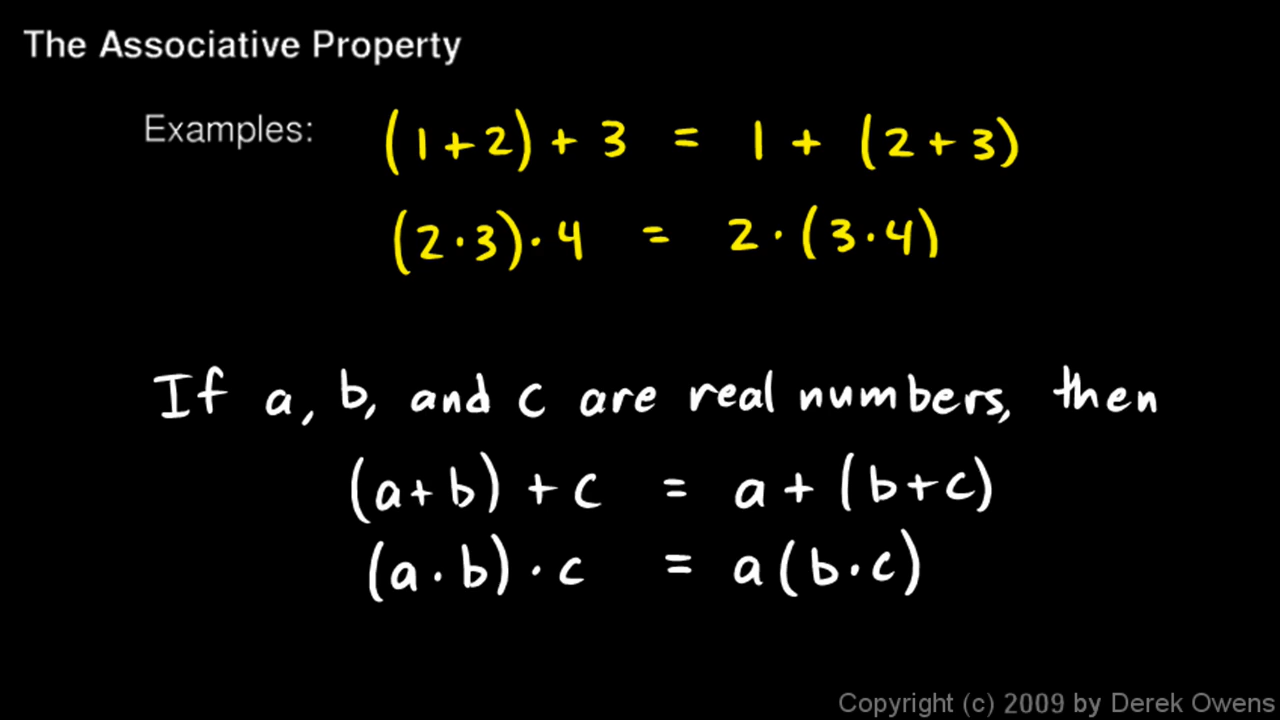 The Associative Property
Examples: (1+2) + 3 = 1 + (2+3)
(2·3)·4 = 2·(3·4)
If a, b, and c are real numbers, then
(a+b) + c = a + (b+c)
(a·b)·c = a(b·c)
Copyright (c) 2009 by Derek Owens